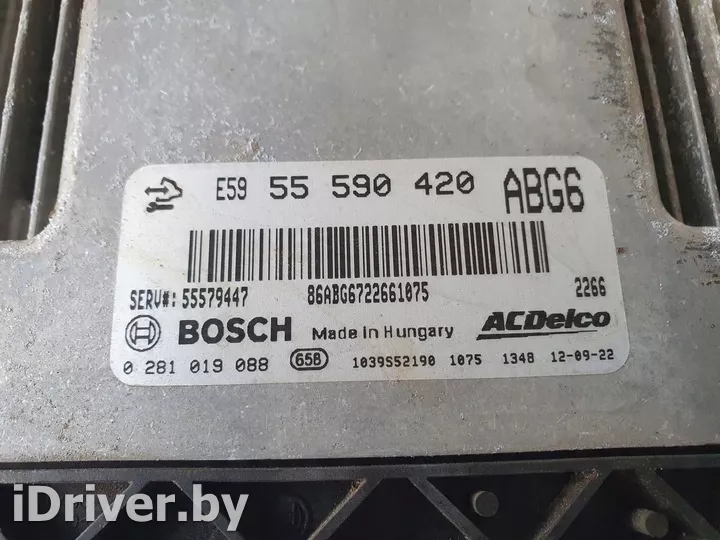 E59 55 590 420 ABG6
SERV#: 55579447 86ABG6722661075 2266
BOSCH Made in Hungary ACDelco
0 281 019 088 65B 1039S52190 1075 1348 12-09-22
iDriver.by